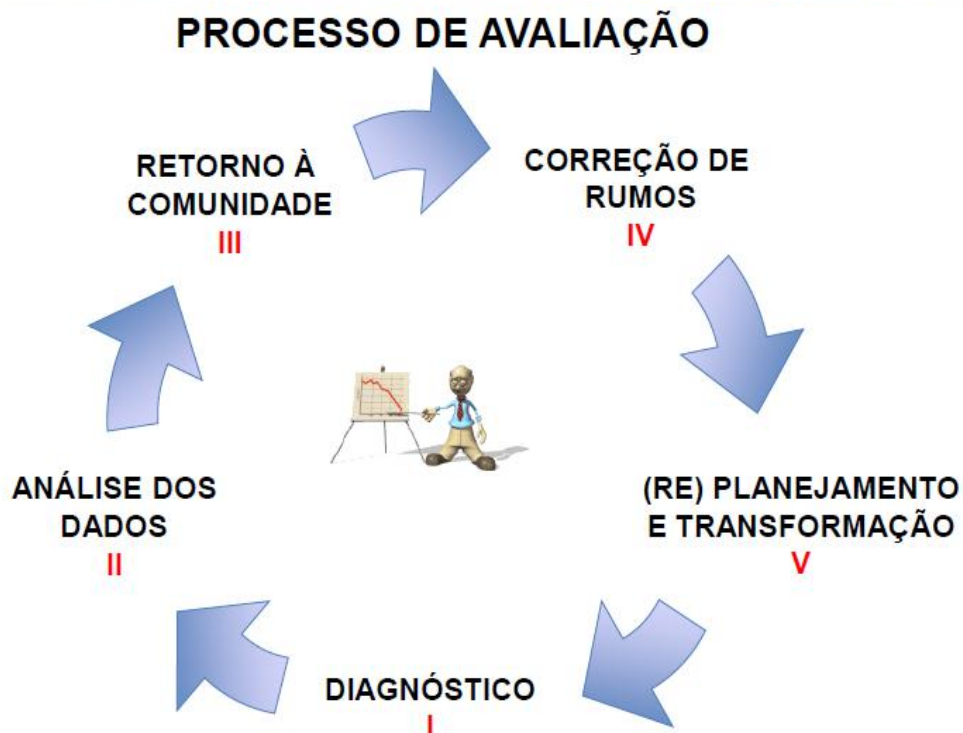 PROCESSO DE AVALIAÇÃO
RETORNO À
COMUNIDADE
III
CORREÇÃO DE
RUMOS
IV
ANÁLISE DOS
DADOS
II
(RE) PLANEJAMENTO
E TRANSFORMAÇÃO
V
DIAGNÓSTICO
I